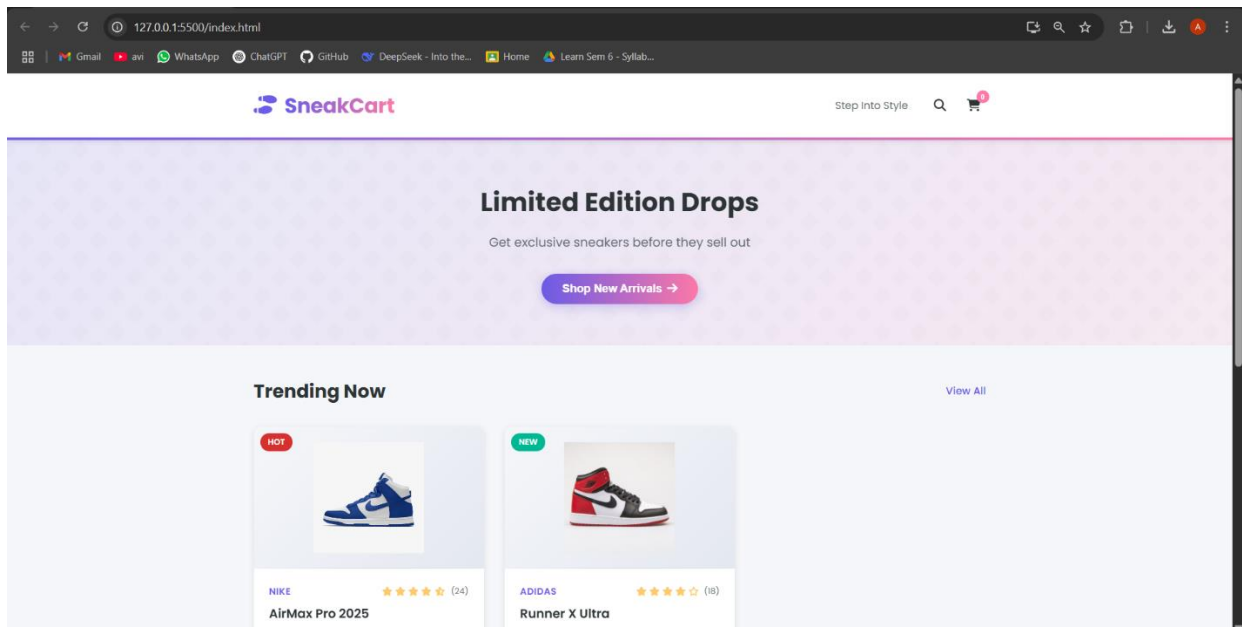 127.0.0.1:5500/index.html
Gmail avi WhatsApp ChatGPT GitHub DeepSeek - Into the... Home Learn Sem 6 - Syllab...
SneakCart
Step Into Style
9
Limited Edition Drops
Get exclusive sneakers before they sell out
Shop New Arrivals →
Trending Now
View All
HOT
NEW
NIKE (24)
AirMax Pro 2025
ADIDAS (18)
Runner X Ultra